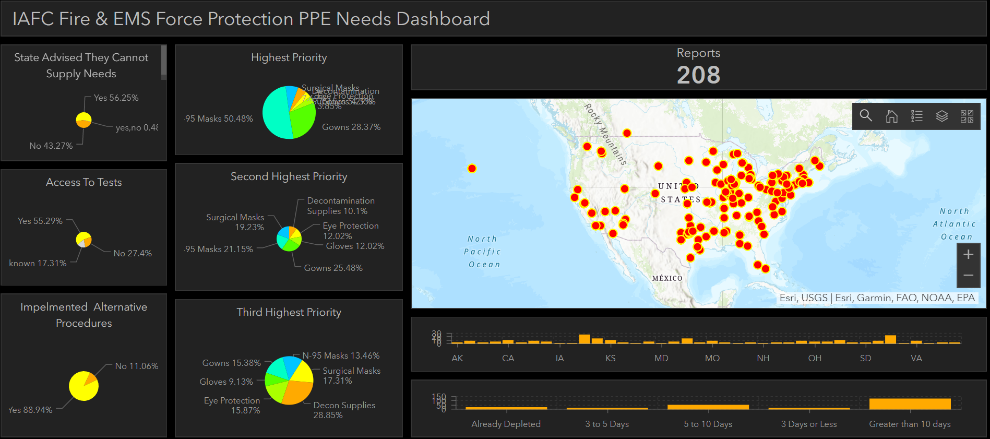 IAFC Fire & EMS Force Protection PPE Needs Dashboard
State Advised They Cannot
Supply Needs
Yes 56.25%
yes,no 0.48
No 43.27%
Access To Tests
Yes 55.29%
No 27.4%
known 17.31%
Impelmented Alternative
Procedures
No 11.06%
Yes 88.94%
Highest Priority
Surgical Masks
Decontamination
Eye Protection
-95 Masks 50.48%
Gowns 28.37%
Second Highest Priority
Surgical Masks
19.23%
Decontamination
Supplies 10.1%
Eye Protection
12.02%
Gloves 12.02%
-95 Masks 21.15%
Gowns 25.48%
Third Highest Priority
N-95 Masks 13.46%
Gowns 15.38%
Surgical Masks
17.31%
Gloves 9.13%
Eye Protection
15.87%
Decon Supplies
28.85%
Reports
208
Rocky Mountains
UNITED
STATES
North
Pacific
Ocean
North
Atlantic
Ocean
MÉXICO
+
−
Esri, USGS | Esri, Garmin, FAO, NOAA, EPA
30
AK CA IA KS MD MO NH OH SD VA
150
Already Depleted 3 to 5 Days 5 to 10 Days 3 Days or Less Greater than 10 days